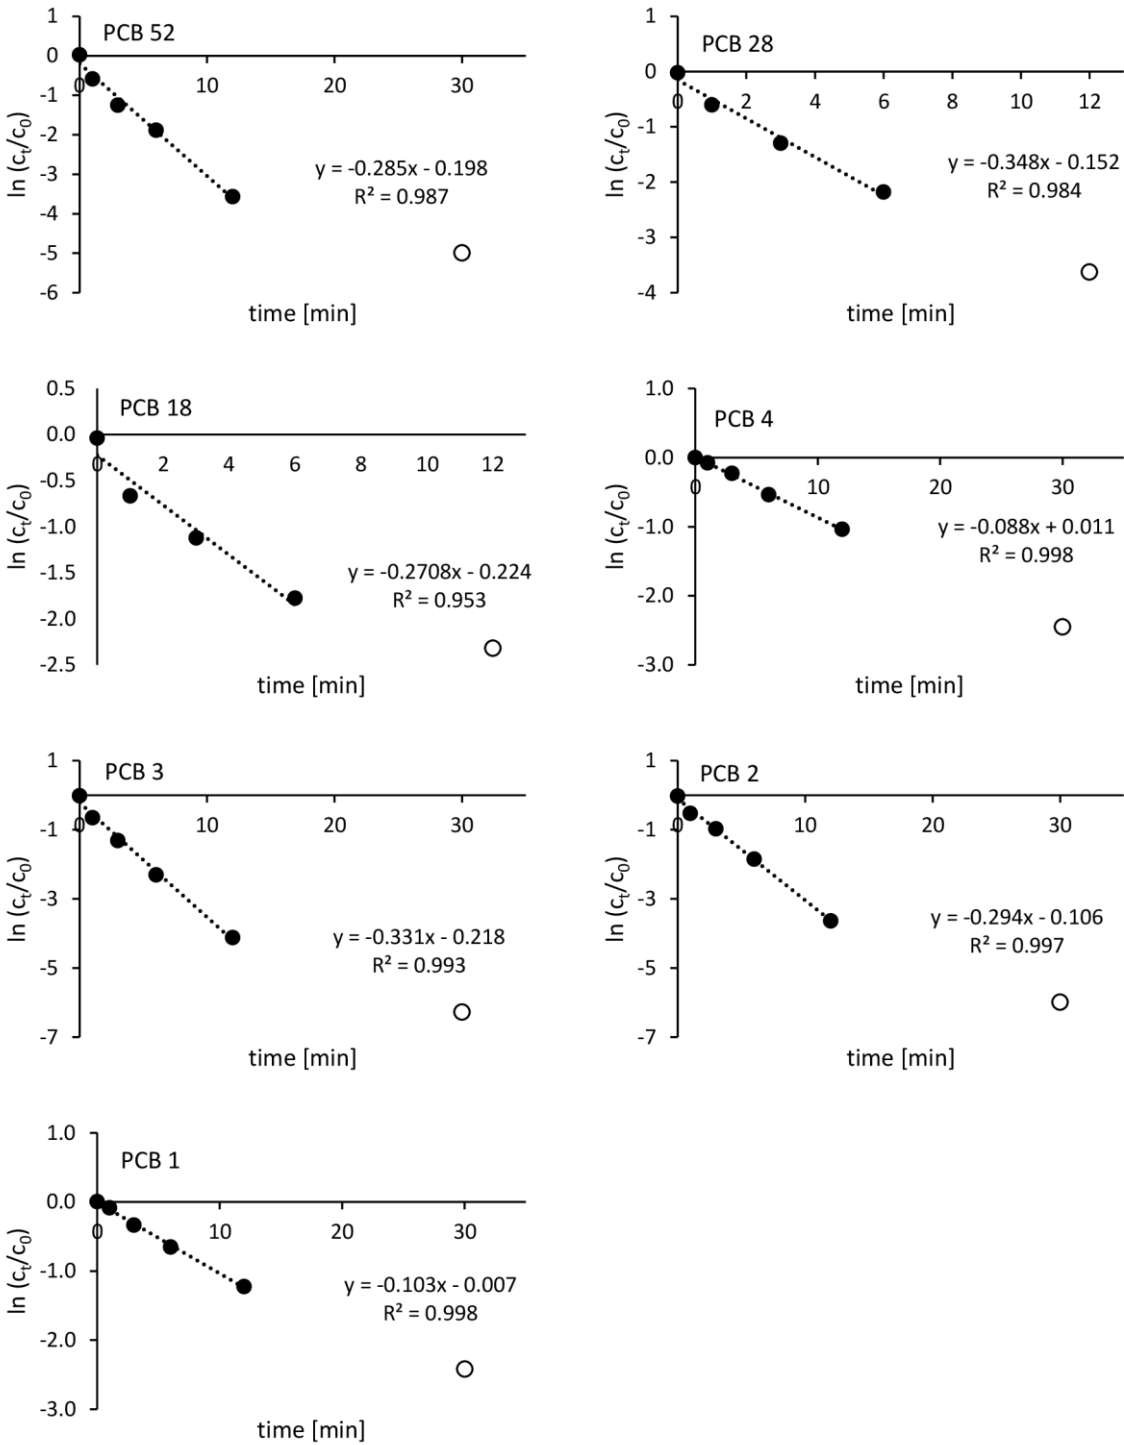 PCB 52
1
0
-1
-2
-3
-4
-5
-6
0 10 20 30
ln (cₜ/c₀)
y = -0.285x - 0.198
R² = 0.987
time [min]
PCB 28
1
0
-1
-2
-3
-4
0 2 4 6 8 10 12
ln (cₜ/c₀)
y = -0.348x - 0.152
R² = 0.984
time [min]
PCB 18
0.5
0.0
-0.5
-1.0
-1.5
-2.0
-2.5
0 2 4 6 8 10 12
ln (cₜ/c₀)
y = -0.2708x - 0.224
R² = 0.953
time [min]
PCB 4
1.0
0.0
-1.0
-2.0
-3.0
0 10 20 30
ln (cₜ/c₀)
y = -0.088x + 0.011
R² = 0.998
time [min]
PCB 3
1
-1
-3
-5
-7
0 10 20 30
ln (cₜ/c₀)
y = -0.331x - 0.218
R² = 0.993
time [min]
PCB 2
1
-1
-3
-5
-7
0 10 20 30
ln (cₜ/c₀)
y = -0.294x - 0.106
R² = 0.997
time [min]
PCB 1
1.0
0.0
-1.0
-2.0
-3.0
0 10 20 30
ln (cₜ/c₀)
y = -0.103x - 0.007
R² = 0.998
time [min]